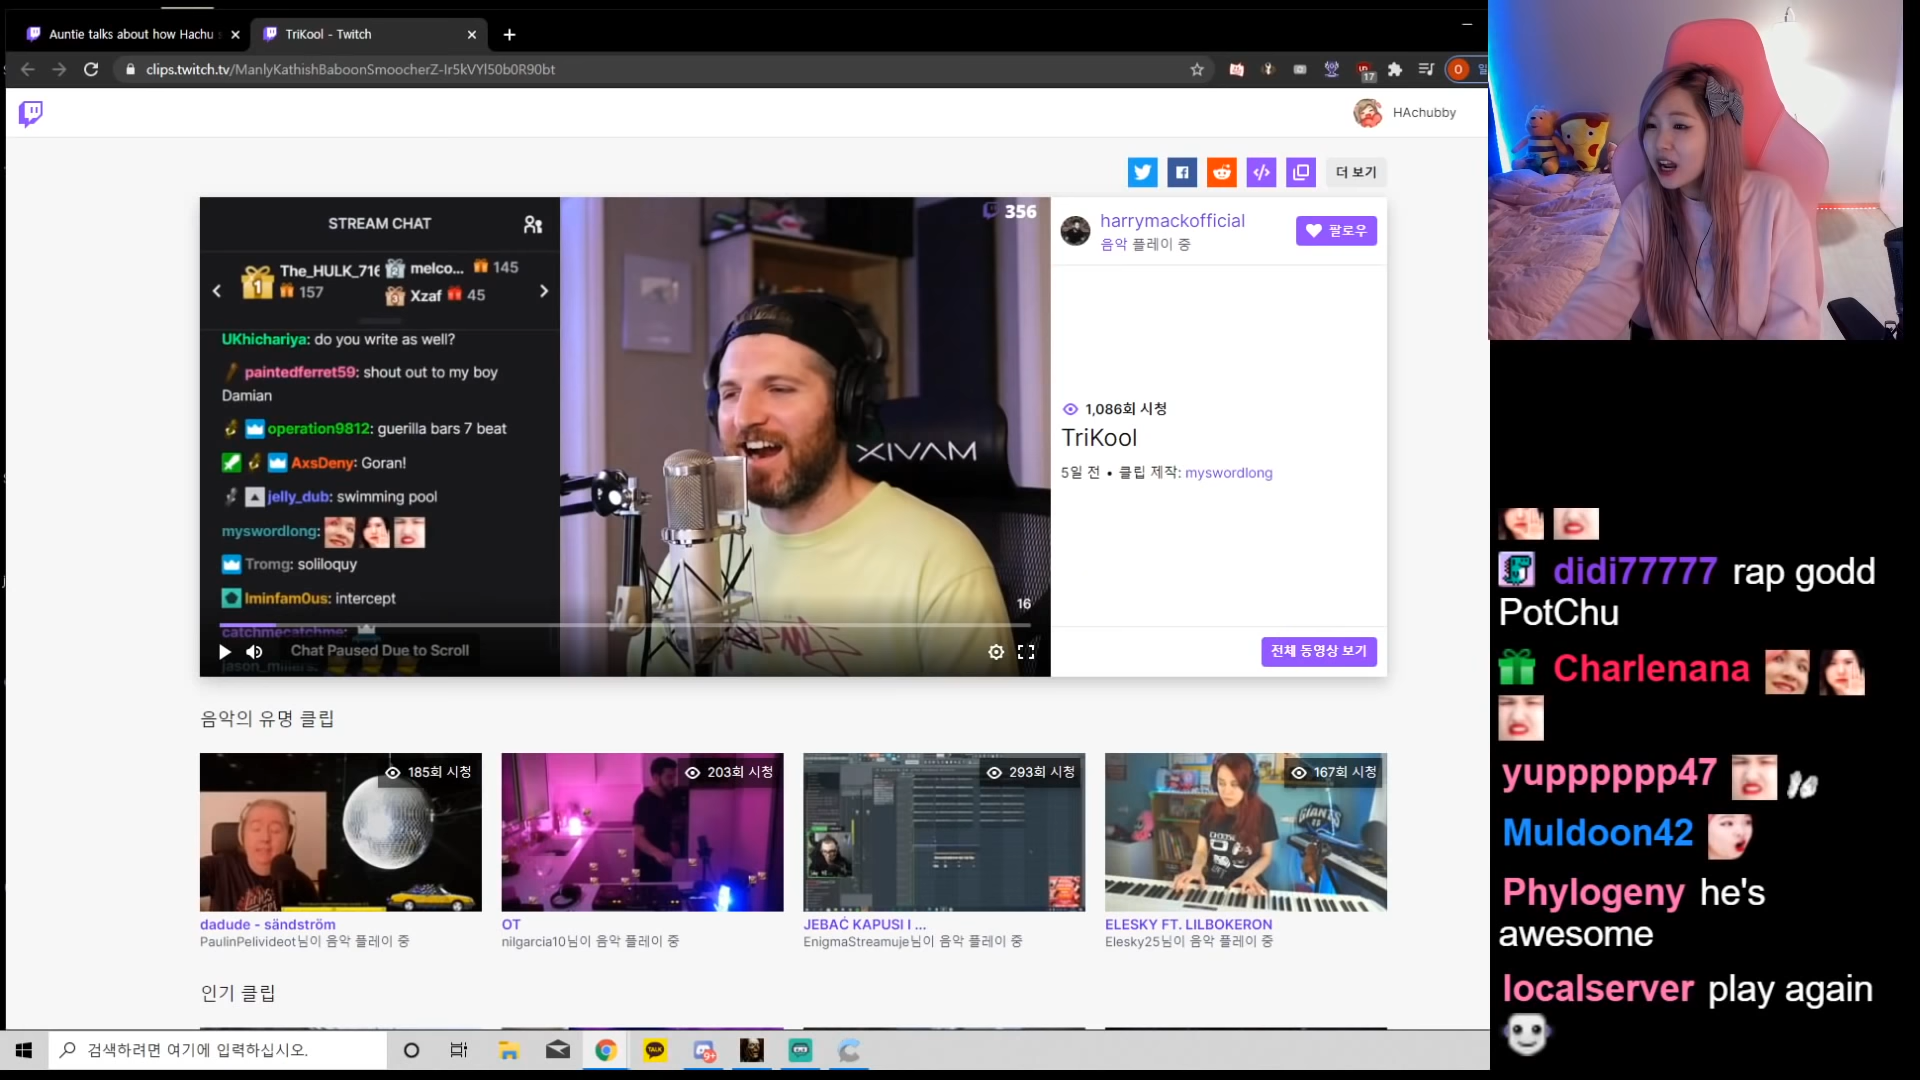 Auntie talks about how Hachu
TriKool - Twitch
clips.twitch.tv/ManlyKathishBaboonSmoocherZ-Ir5kVYl50b0R90bt
17
HAchubby
더 보기
STREAM CHAT
356
The_HULK_716
157
melco... 145
Xzaf 45
UKhichariya: do you write as well?
paintedferret59: shout out to my boy
Damian
operation9812: guerilla bars 7 beat
AxsDeny: Goran!
jelly_dub: swimming pool
myswordlong:
Tromg: soliloquy
Iminfam0us: intercept
catchmecatchme:
Chat Paused Due to Scroll
jason_millers:
XIVAM
16
harrymackofficial
음악 플레이 중
팔로우
1,086회 시청
TriKool
5일 전 • 클립 제작: myswordlong
전체 동영상 보기
음악의 유명 클립
185회 시청
203회 시청
293회 시청
167회 시청
GIANTS
dadude - sändström
PaulinPelivideot님이 음악 플레이 중
OT
nilgarcia10님이 음악 플레이 중
JEBAĆ KAPUSI I ...
EnigmaStreamuje님이 음악 플레이 중
ELESKY FT. LILBOKERON
Elesky25님이 음악 플레이 중
인기 클립
검색하려면 여기에 입력하십시오.
TALK
9+
didi77777 rap godd
PotChu
Charlenana
yupppppp47
Muldoon42
Phylogeny he's
awesome
localserver play again